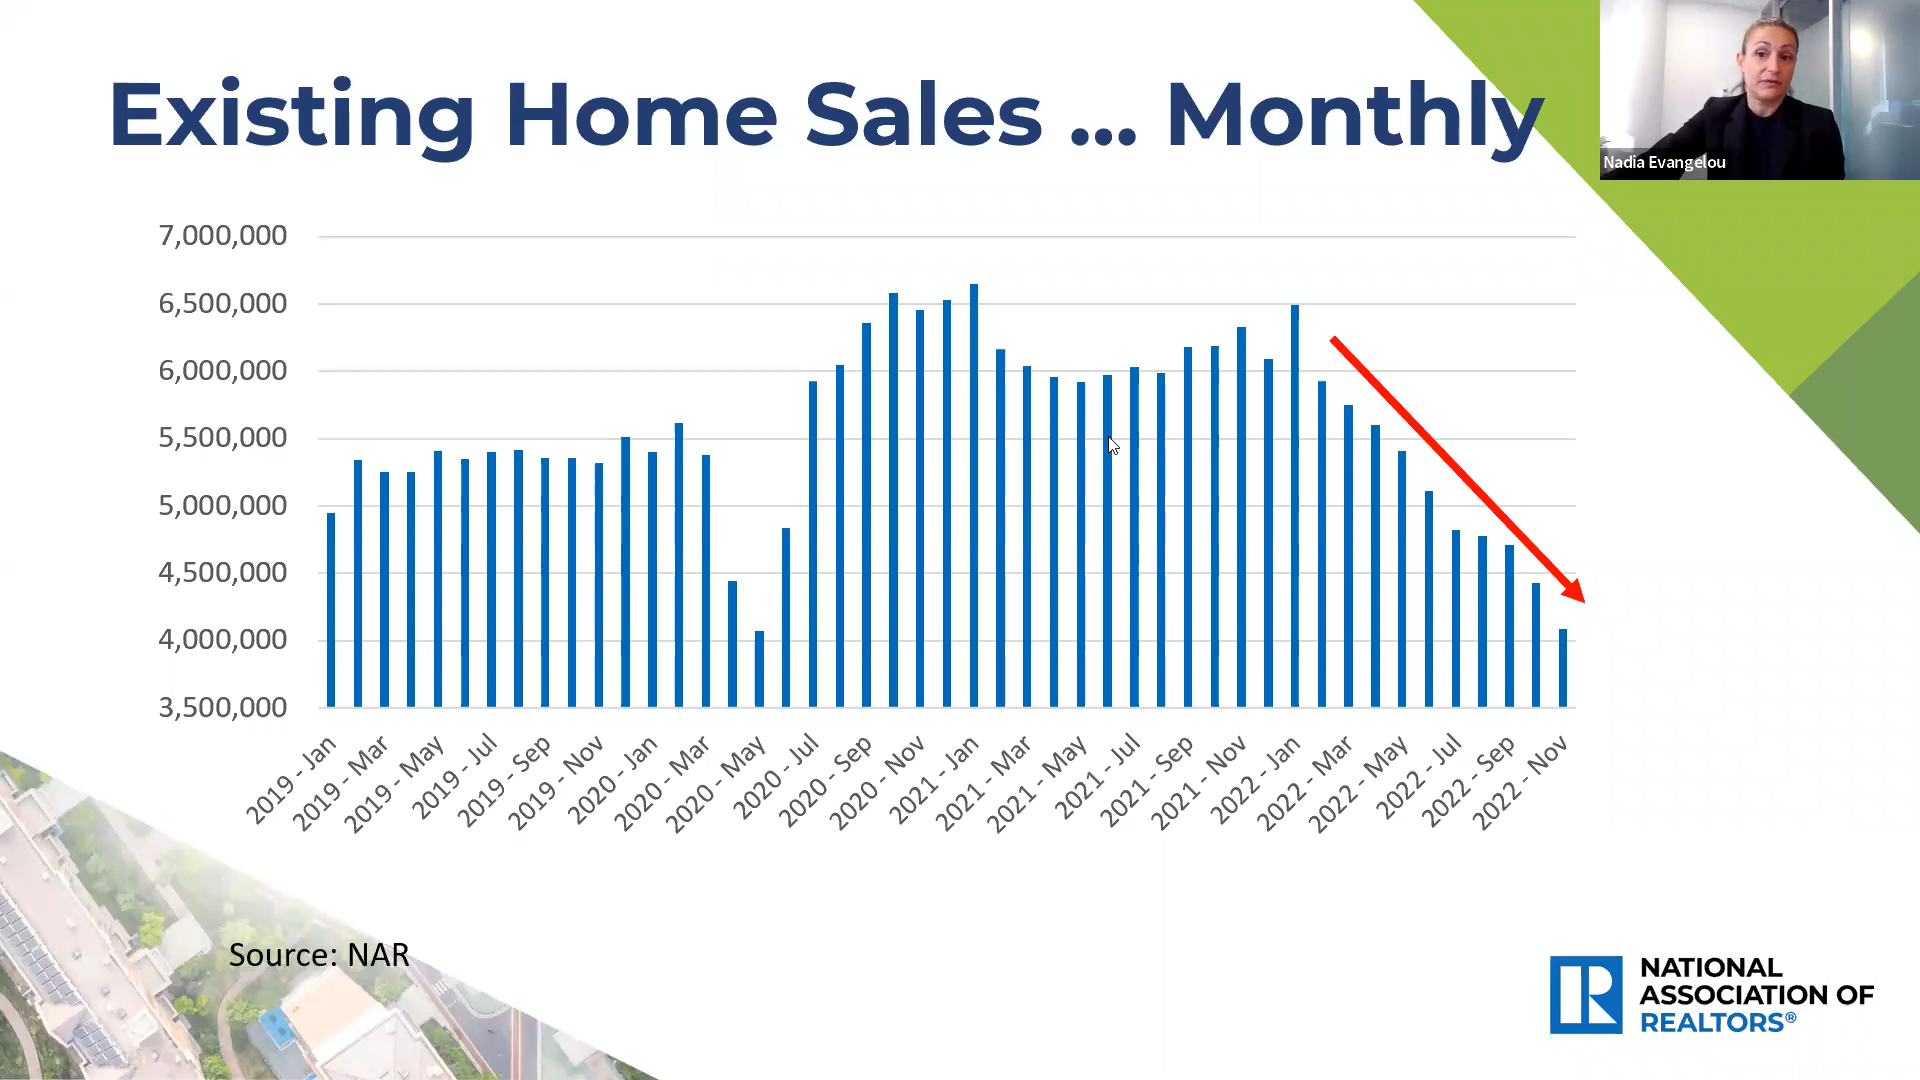 Existing Home Sales ... Monthly
Nadia Evangelou
7,000,000
6,500,000
6,000,000
5,500,000
5,000,000
4,500,000
4,000,000
3,500,000
2019 - Jan
2019 - Mar
2019 - May
2019 - Jul
2019 - Sep
2019 - Nov
2020 - Jan
2020 - Mar
2020 - May
2020 - Jul
2020 - Sep
2020 - Nov
2021 - Jan
2021 - Mar
2021 - May
2021 - Jul
2021 - Sep
2021 - Nov
2022 - Jan
2022 - Mar
2022 - May
2022 - Jul
2022 - Sep
2022 - Nov
Source: NAR
NATIONAL
ASSOCIATION OF
REALTORS®